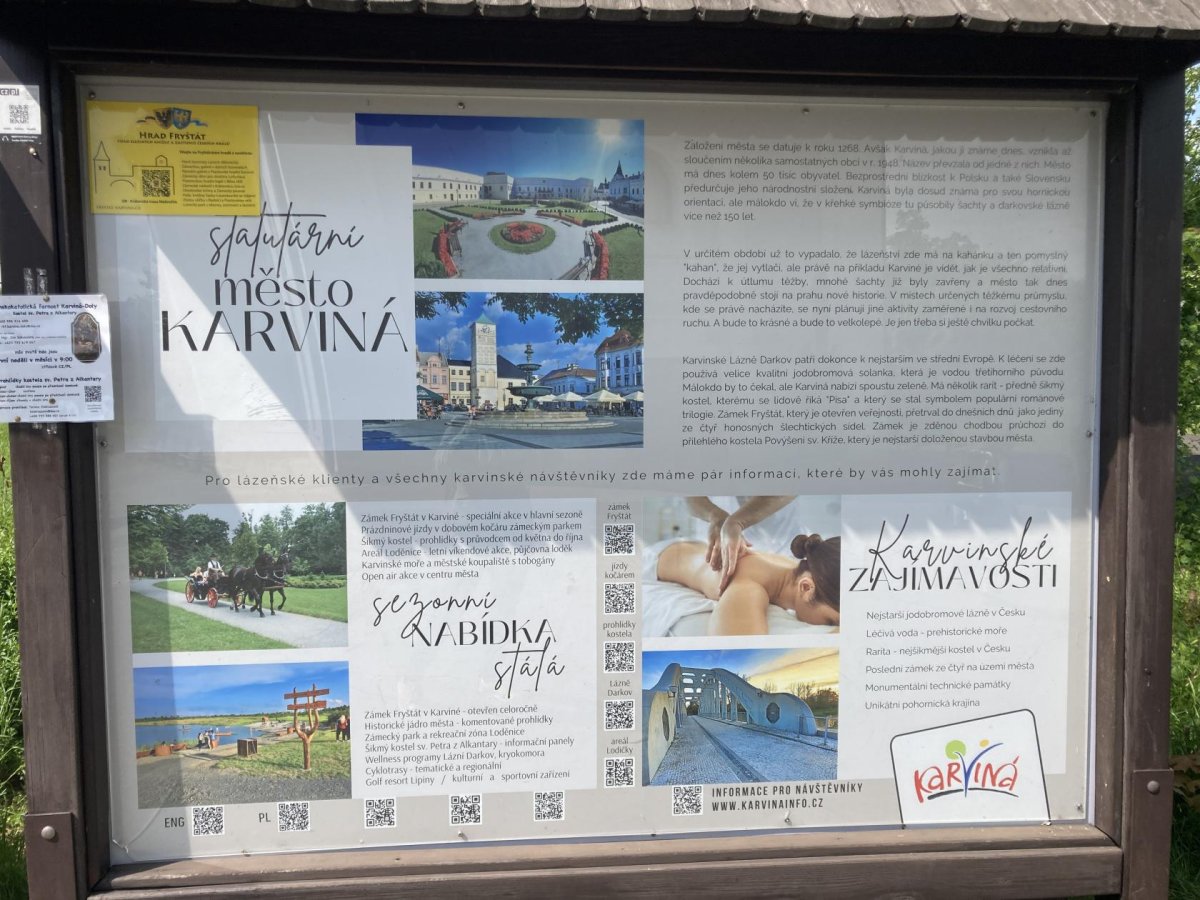 HRAD FRYŠTÁT
statutární
město
KARVINÁ
Založení města se datuje k roku 1268. Avšak Karviná, jakou ji známe dnes, vznikla až
sloučením několika samostatných obcí v r. 1948. Název převzala od jedné z nich. Město
má dnes kolem 50 tisíc obyvatel. Bezprostřední blízkost k Polsku a také Slovensku
předurčuje jeho národnostní složení. Karviná byla dosud známa pro svou hornickou
orientaci, ale málokdo ví, že v křehké symbióze tu působily šachty a darkovské lázně
více než 150 let.
V určitém období už to vypadalo, že lázeňství zde má na kahánku a ten pomyslný
"kahan", že jej vytlačí, ale právě na příkladu Karviné je vidět, jak je všechno relativní.
Dochází k útlumu těžby, mnohé šachty již byly zavřeny a město tak dnes
pravděpodobně stojí na prahu nové historie. V místech určených těžkému průmyslu,
kde se právě nacházíte, se nyní plánují jiné aktivity zaměřené i na rozvoj cestovního
ruchu. A bude to krásné a bude to velkolepé. Je jen třeba si ještě chvilku počkat.
Karvinské Lázně Darkov patří dokonce k nejstarším ve střední Evropě. K léčení se zde
používá velice kvalitní jodobromová solanka, která je vodou třetihorního původu.
Málokdo by to čekal, ale Karviná nabízí spoustu zeleně. Má několik rarit - předně šikmý
kostel, kterému se lidově říká "Pisa" a který se stal symbolem populární románové
trilogie. Zámek Fryštát, který je otevřen veřejnosti, přetrval do dnešních dnů jako jediný
ze čtyř honosných šlechtických sídel. Zámek je zděnou chodbou průchozí do
přilehlého kostela Povýšení sv. Kříže, který je nejstarší doloženou stavbou města.
vní neděli v měsíci v 9:00
rohlídky kostela sv. Petra z Alkantary
Pro lázeňské klienty a všechny karvinské návštěvníky zde máme pár informací, které by vás mohly zajímat.
Zámek Fryštát v Karviné - speciální akce v hlavní sezoně
Prázdninové jízdy v dobovém kočáru zámeckým parkem
Šikmý kostel - prohlídky s průvodcem od května do října
Areál Loděnice - letní víkendové akce, půjčovna loděk
Karvinské moře a městské koupaliště s tobogány
Open air akce v centru města
sezonní
NABÍDKA
stálá
Zámek Fryštát v Karviné - otevřen celoročně
Historické jádro města - komentované prohlídky
Zámecký park a rekreační zóna Loděnice
Šikmý kostel sv. Petra z Alkantary - informační panely
Wellness programy Lázní Darkov, kryokomora
Cyklotrasy - tematické a regionální
Golf resort Lipiny / kulturní a sportovní zařízení
zámek
Fryštát
jízdy
kočárem
prohlídky
kostela
Lázně
Darkov
areál
Lodičky
Karvinské
ZAJÍMAVOSTI
Nejstarší jodobromové lázně v Česku
Léčivá voda - prehistorické moře
Rarita - nejšikmější kostel v Česku
Poslední zámek ze čtyř na území města
Monumentální technické památky
Unikátní pohornická krajina
KARVINÁ
ENG
PL
INFORMACE PRO NÁVŠTĚVNÍKY
WWW.KARVINAINFO.CZ